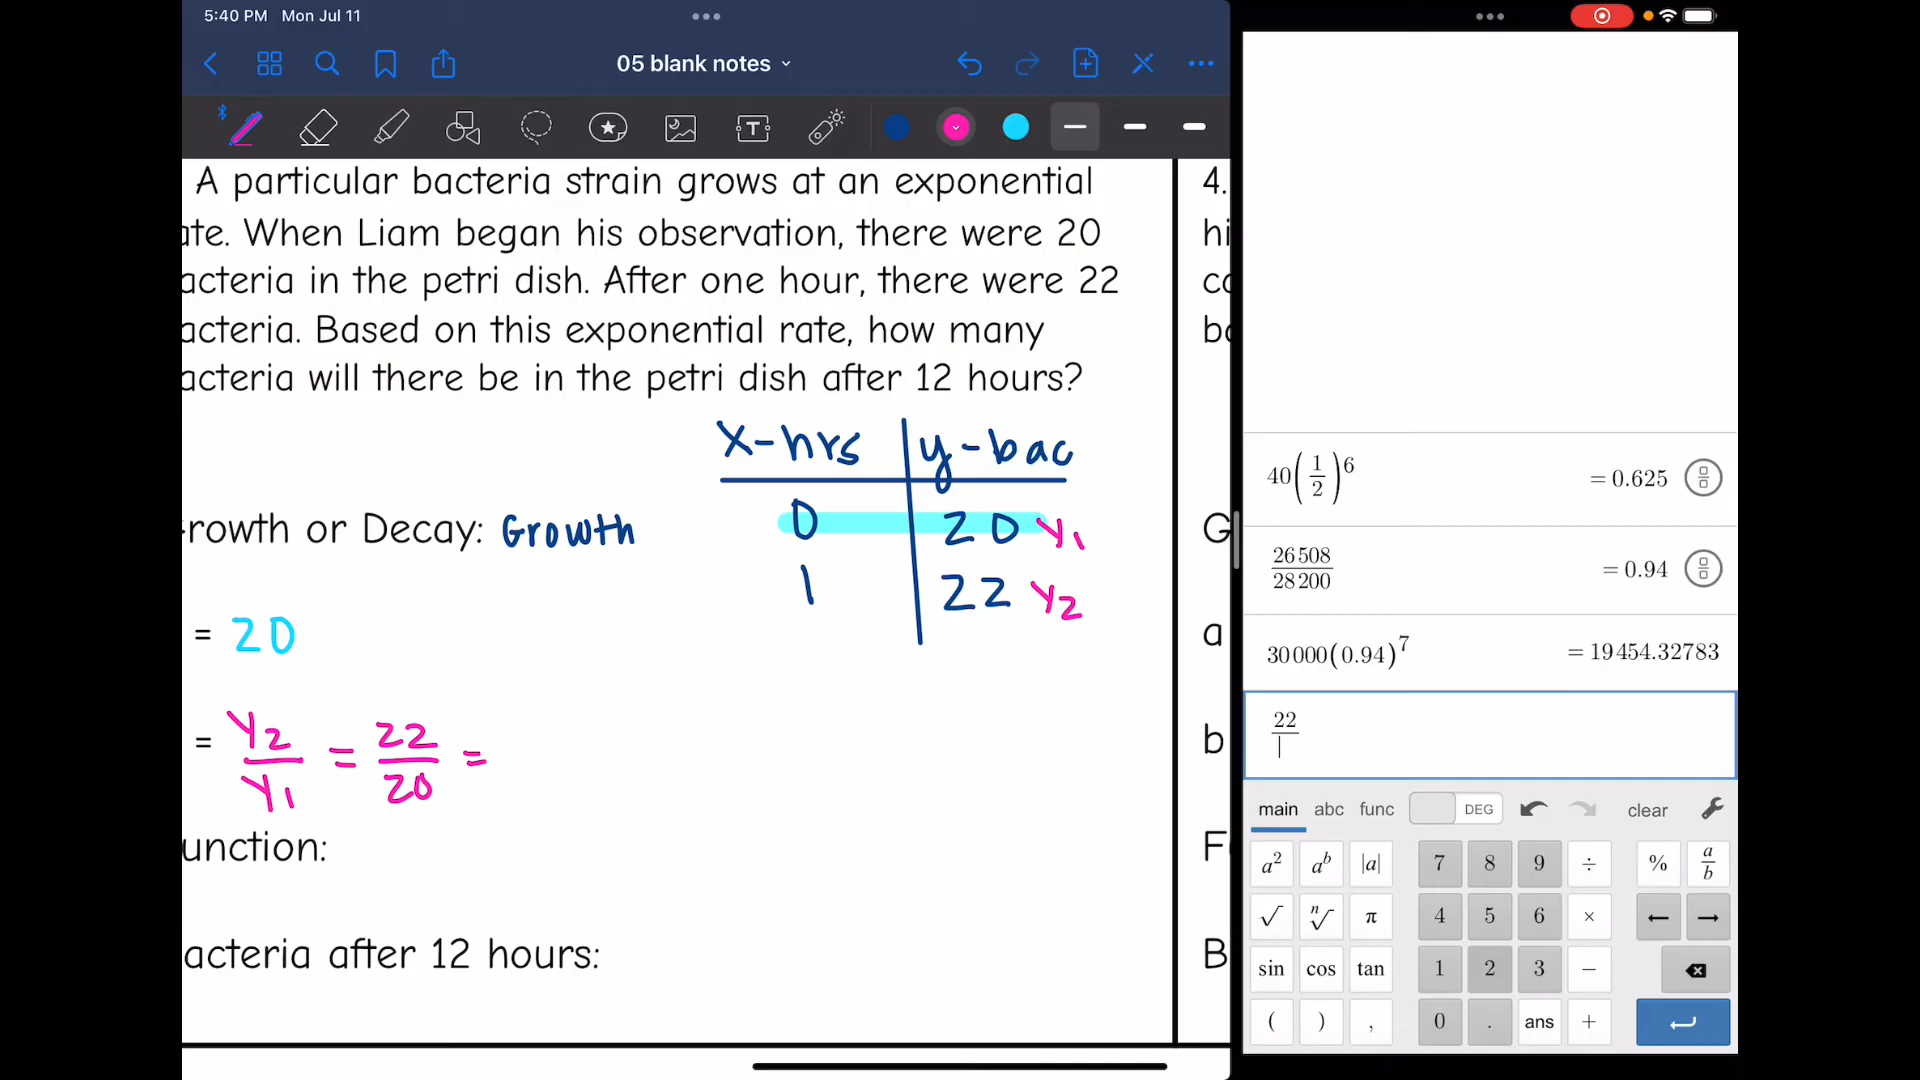 5:40 PM Mon Jul 11
05 blank notes
A particular bacteria strain grows at an exponential
ate. When Liam began his observation, there were 20
acteria in the petri dish. After one hour, there were 22
acteria. Based on this exponential rate, how many
acteria will there be in the petri dish after 12 hours?
x-hrs | y-bac
0 | 20 y₁
1 | 22 y₂
rowth or Decay: Growth
= 20
= y₂/y₁ = 22/20 =
unction:
acteria after 12 hours:
4.
hi
co
ba
G
a
b
F
B
40(1/2)^6 = 0.625
26508/28200 = 0.94
30000(0.94)^7 = 19454.32783
22/
main abc func DEG clear
a² a^b |a| 7 8 9 ÷ % a/b
√ ⁿ√ π 4 5 6 × ← →
sin cos tan 1 2 3 −
( ) , 0 . ans +